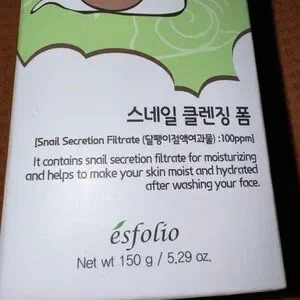 스네일 클렌징 폼
[Snail Secretion Filtrate (달팽이점액여과물) :100ppm]
It contains snail secretion filtrate for moisturizing
and helps to make your skin moist and hydrated
after washing your face.
ésfolio
Net wt 150 g / 5.29 oz.